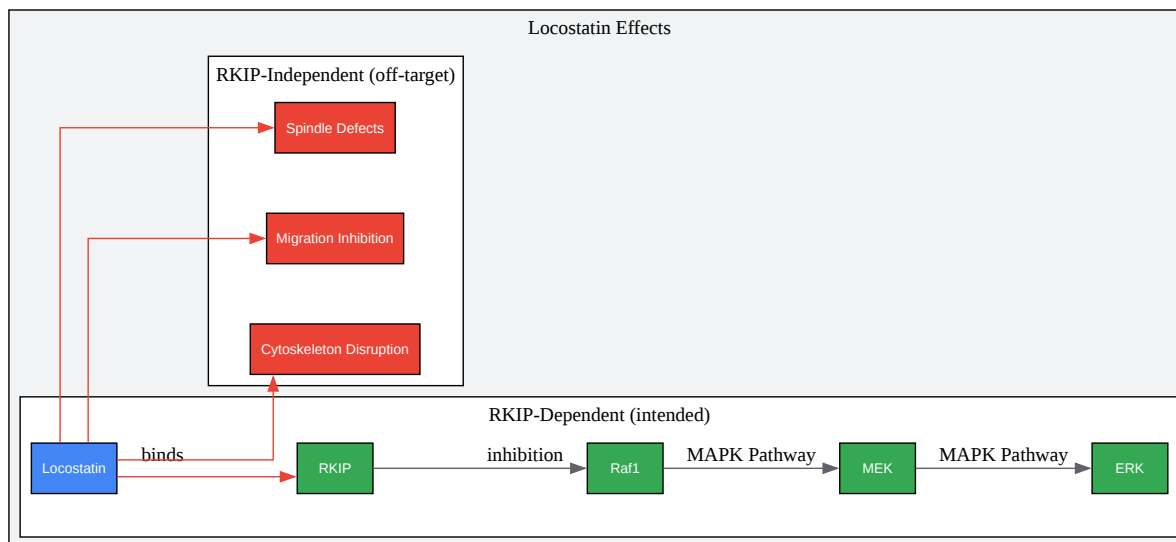 Locostatin Effects
RKIP-Independent (off-target)
Spindle Defects
Migration Inhibition
Cytoskeleton Disruption
RKIP-Dependent (intended)
Locostatin
binds
RKIP
inhibition
Raf1
MAPK Pathway
MEK
MAPK Pathway
ERK